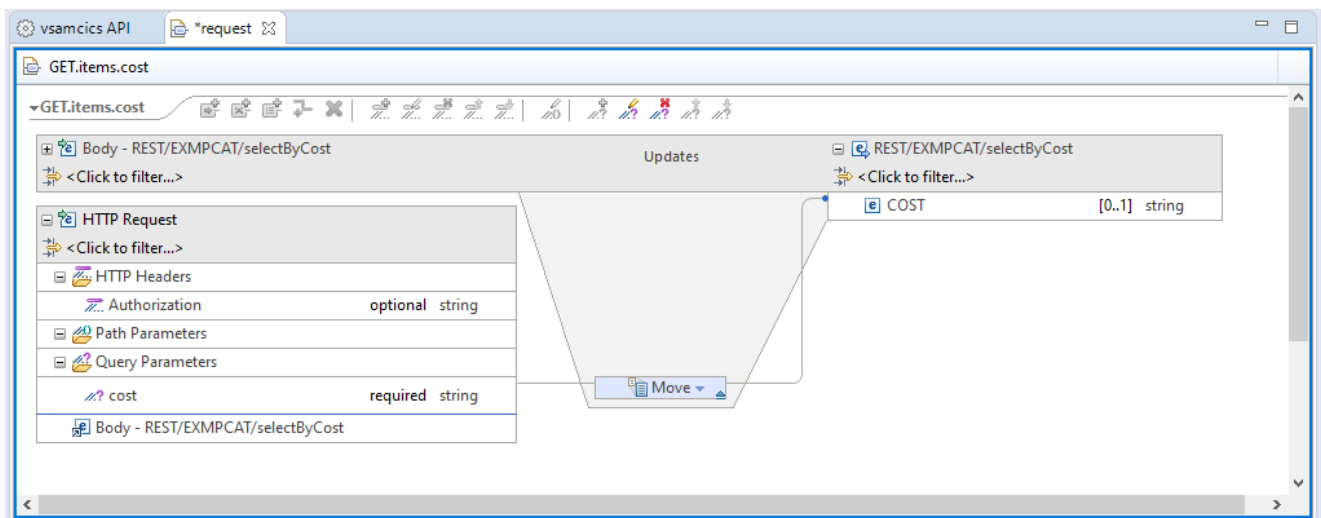 vsamcics API
*request
GET.items.cost
GET.items.cost
Body - REST/EXMPCAT/selectByCost
<Click to filter...>
Updates
REST/EXMPCAT/selectByCost
<Click to filter...>
COST [0..1] string
HTTP Request
<Click to filter...>
HTTP Headers
Authorization optional string
Path Parameters
Query Parameters
cost required string
Move
Body - REST/EXMPCAT/selectByCost